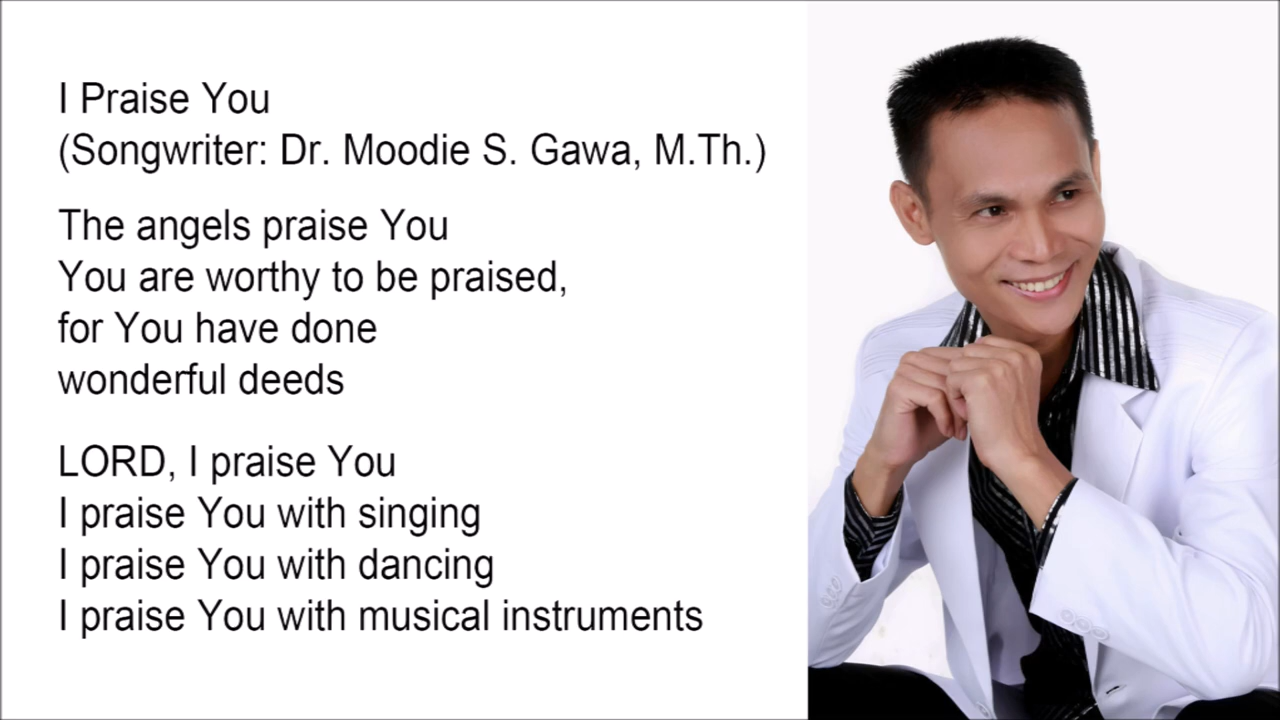 I Praise You
(Songwriter: Dr. Moodie S. Gawa, M.Th.)
The angels praise You
You are worthy to be praised,
for You have done
wonderful deeds
LORD, I praise You
I praise You with singing
I praise You with dancing
I praise You with musical instruments